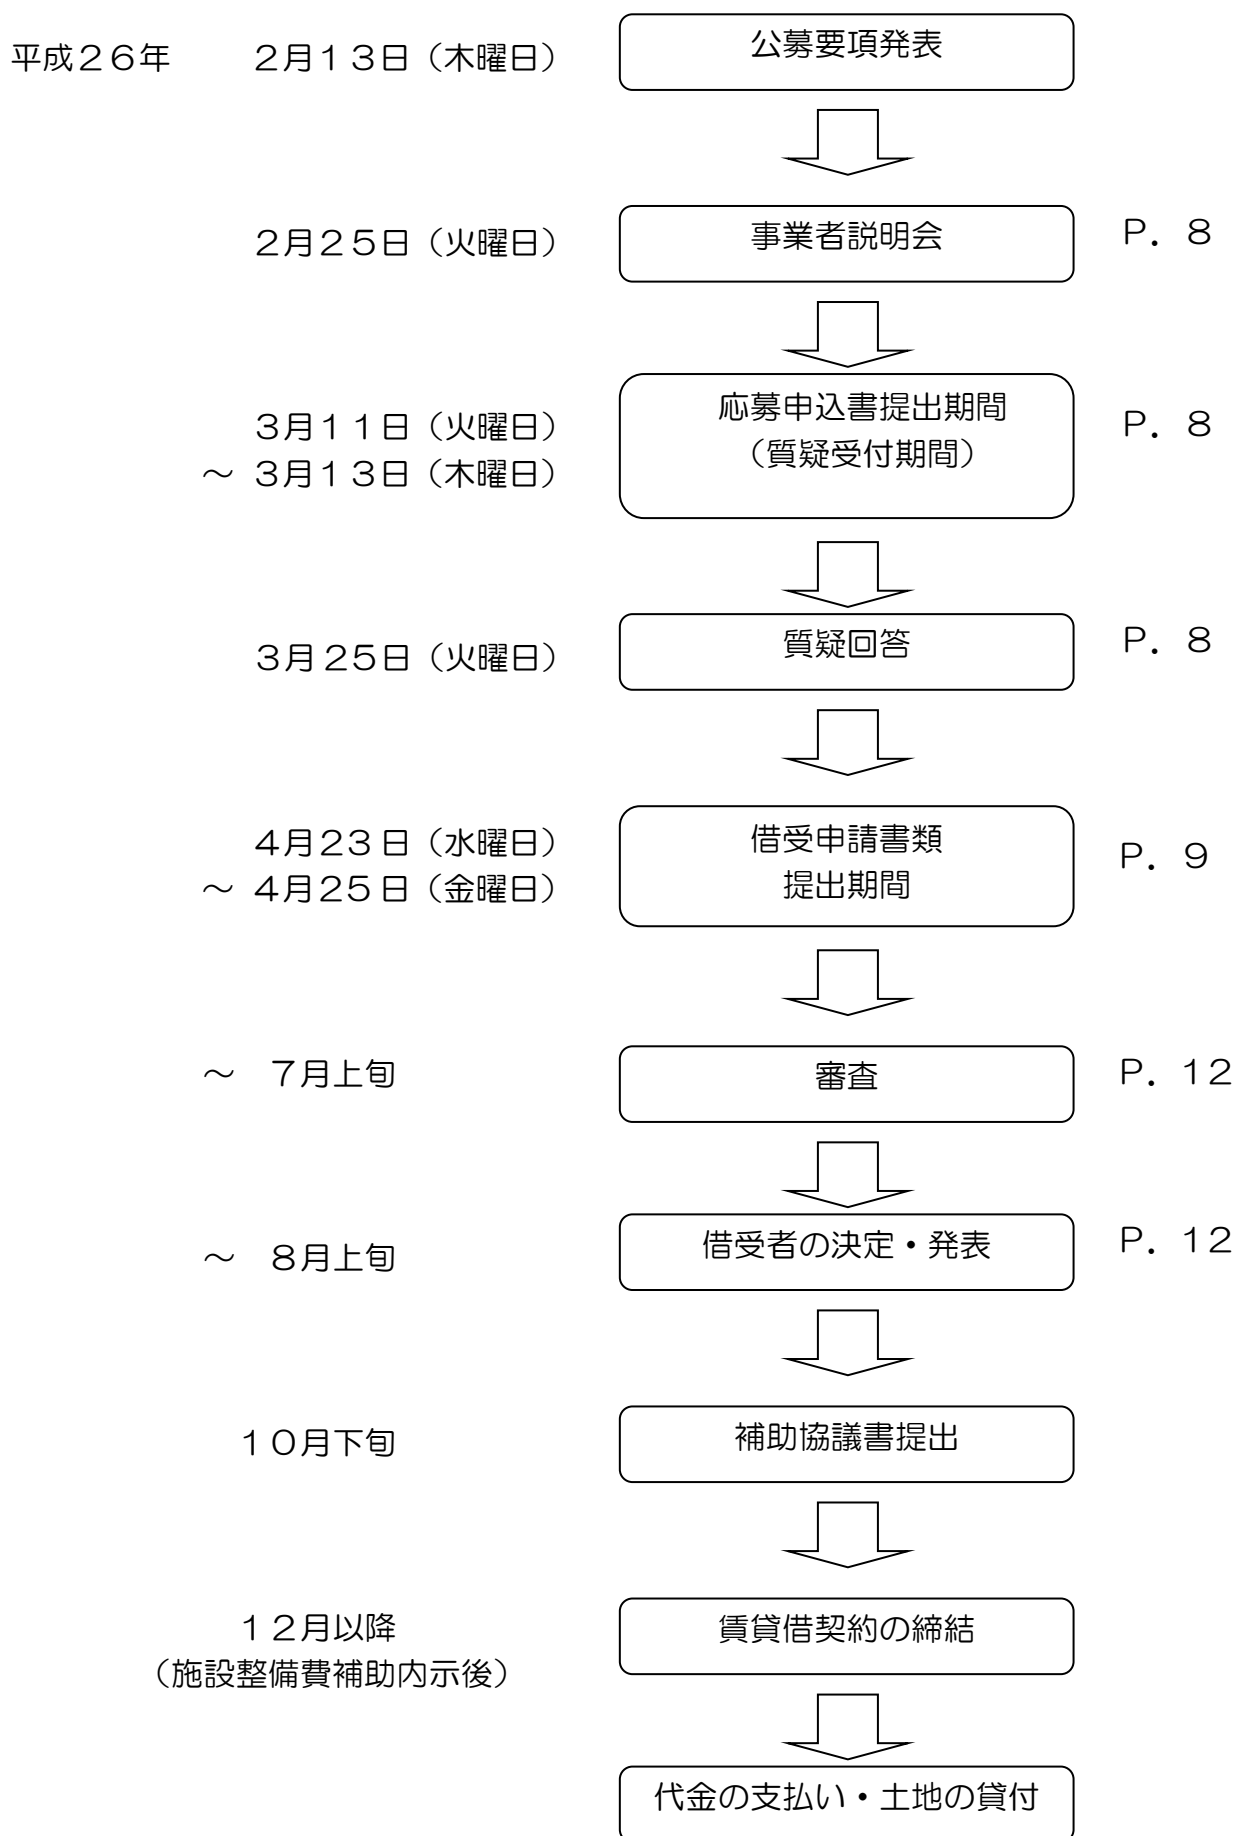 平成２６年　２月１３日（木曜日）　公募要項発表
２月２５日（火曜日）　事業者説明会　Ｐ．８
３月１１日（火曜日）　応募申込書提出期間　Ｐ．８
～ ３月１３日（木曜日）　（質疑受付期間）
３月２５日（火曜日）　質疑回答　Ｐ．８
４月２３日（水曜日）　借受申請書類　Ｐ．９
～ ４月２５日（金曜日）　提出期間
～　７月上旬　審査　Ｐ．１２
～　８月上旬　借受者の決定・発表　Ｐ．１２
１０月下旬　補助協議書提出
１２月以降　賃貸借契約の締結
（施設整備費補助内示後）
代金の支払い・土地の貸付